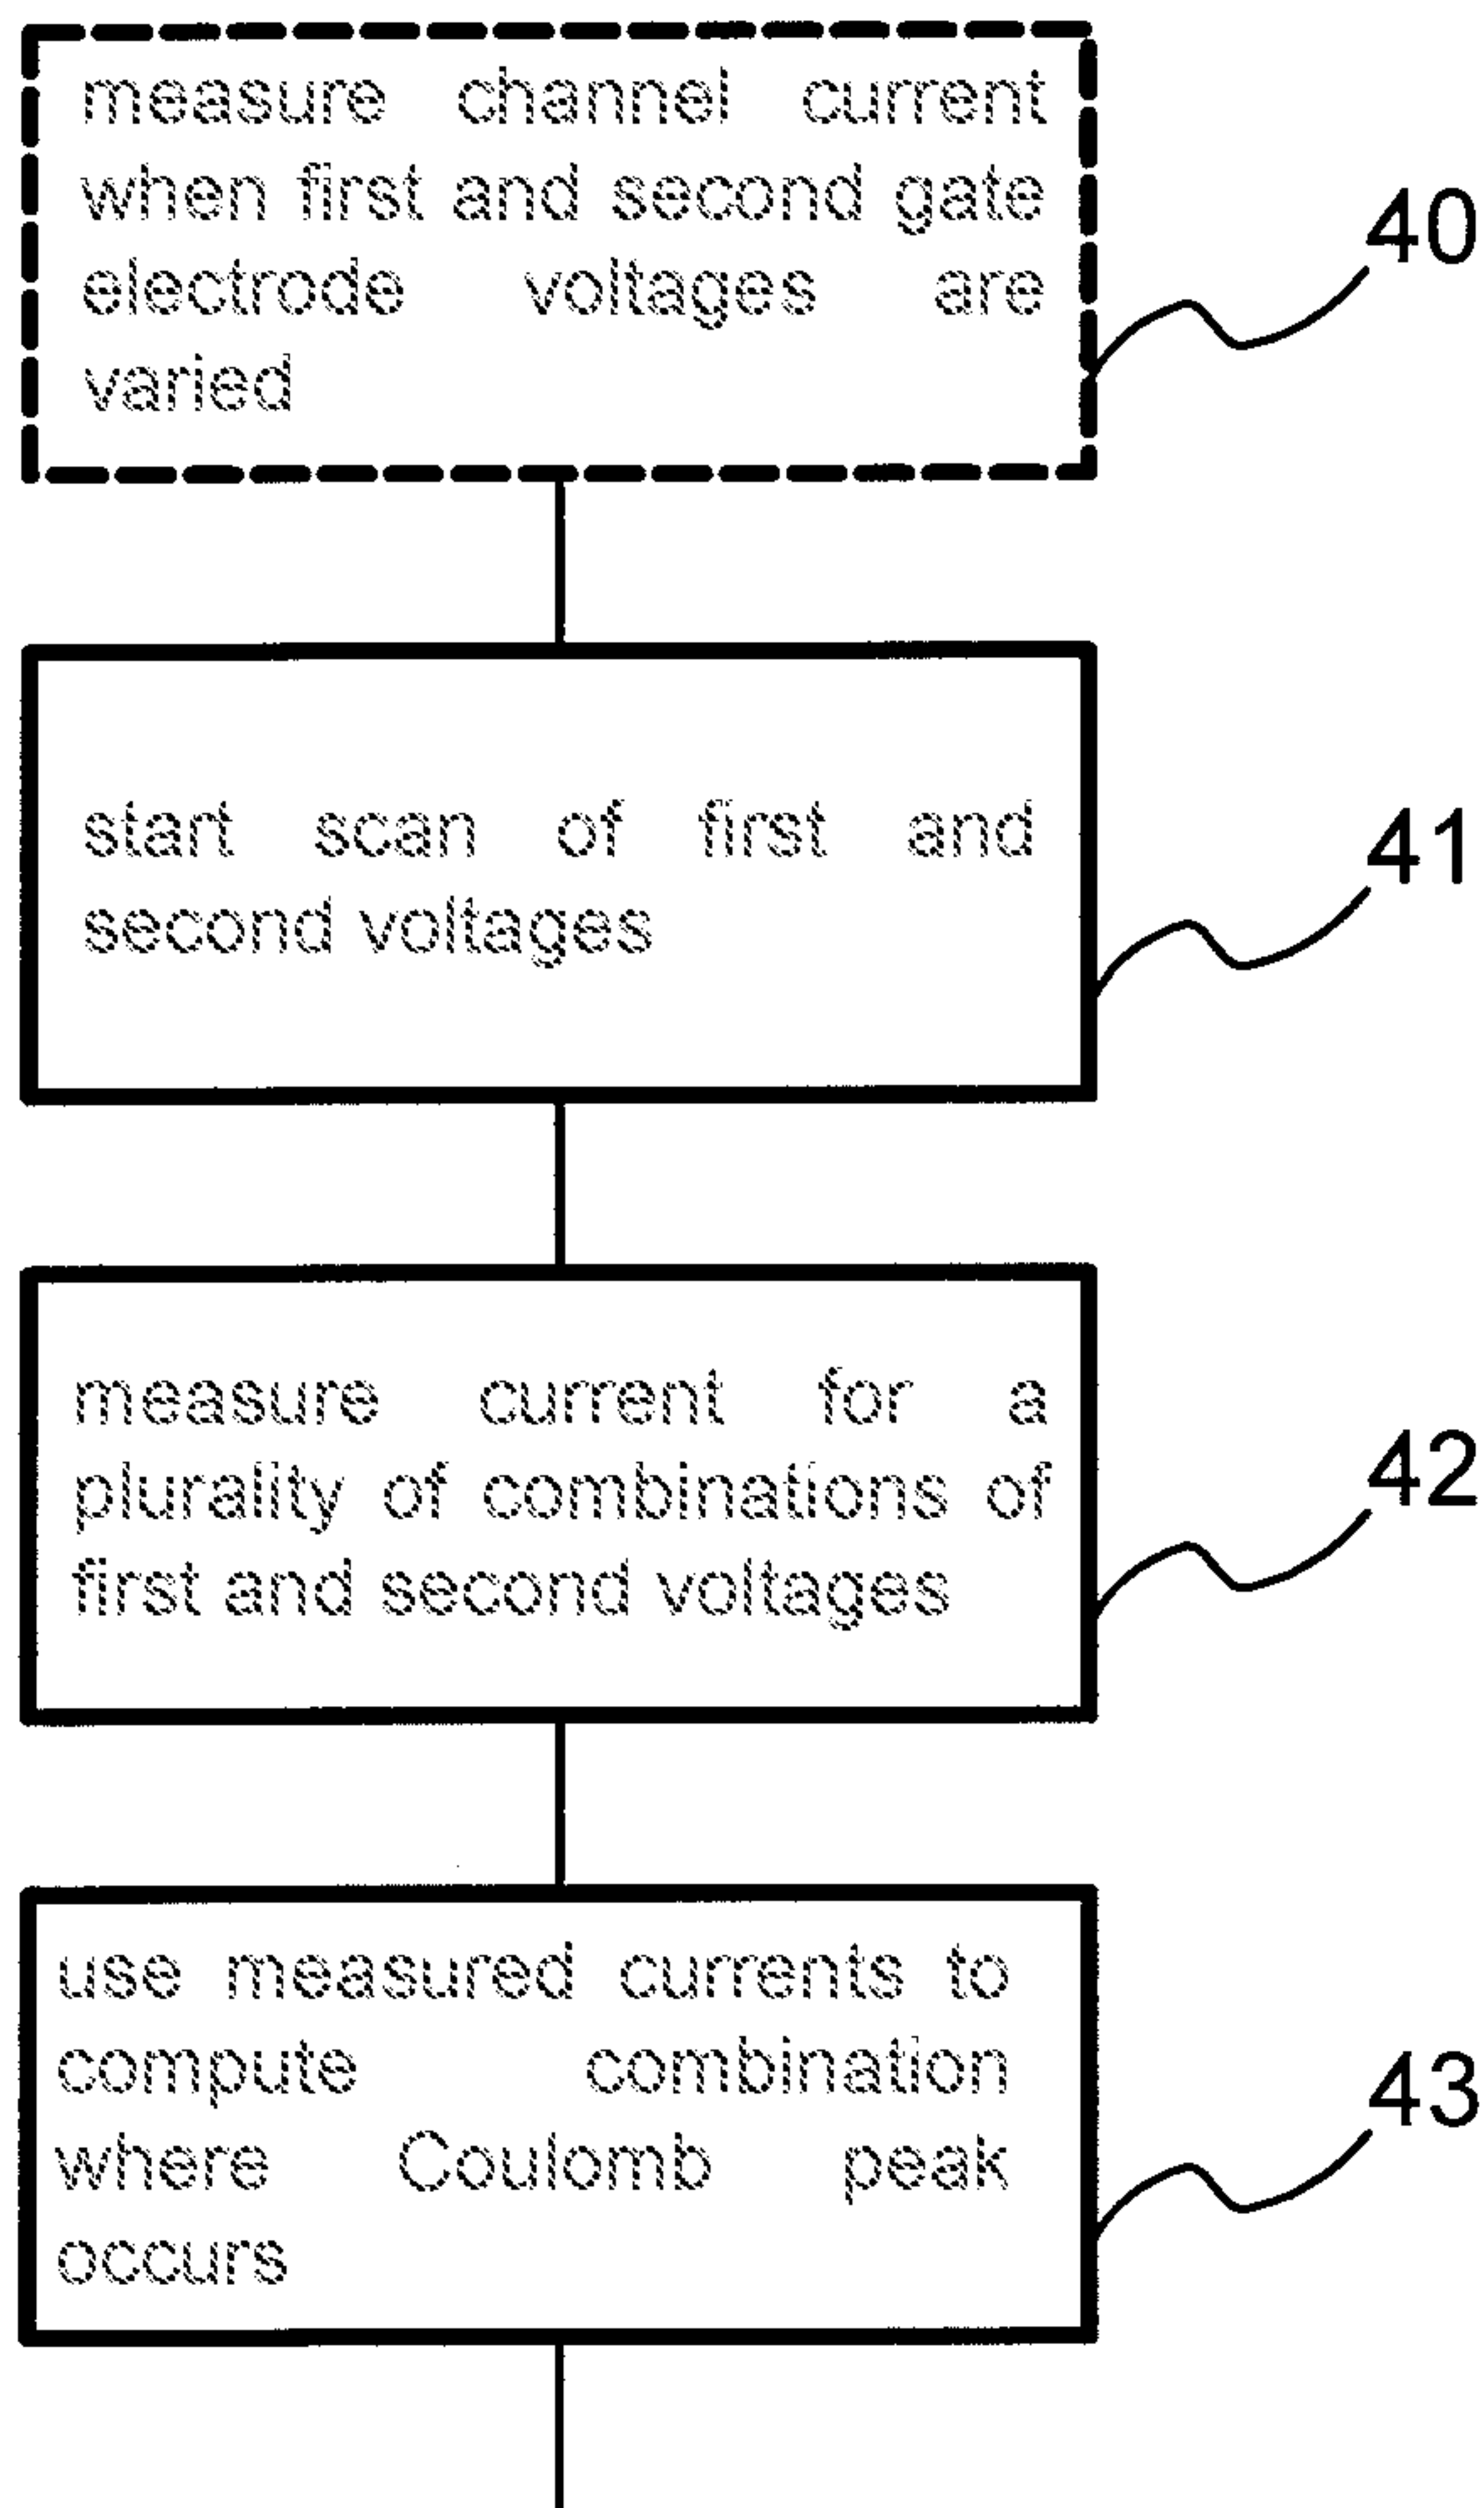 measure channel current
when first and second gate
electrode voltages are
varied
40
start scan of first and
second voltages
41
measure current for a
plurality of combinations of
first and second voltages
42
use measured currents to
compute combination
where Coulomb peak
occurs
43